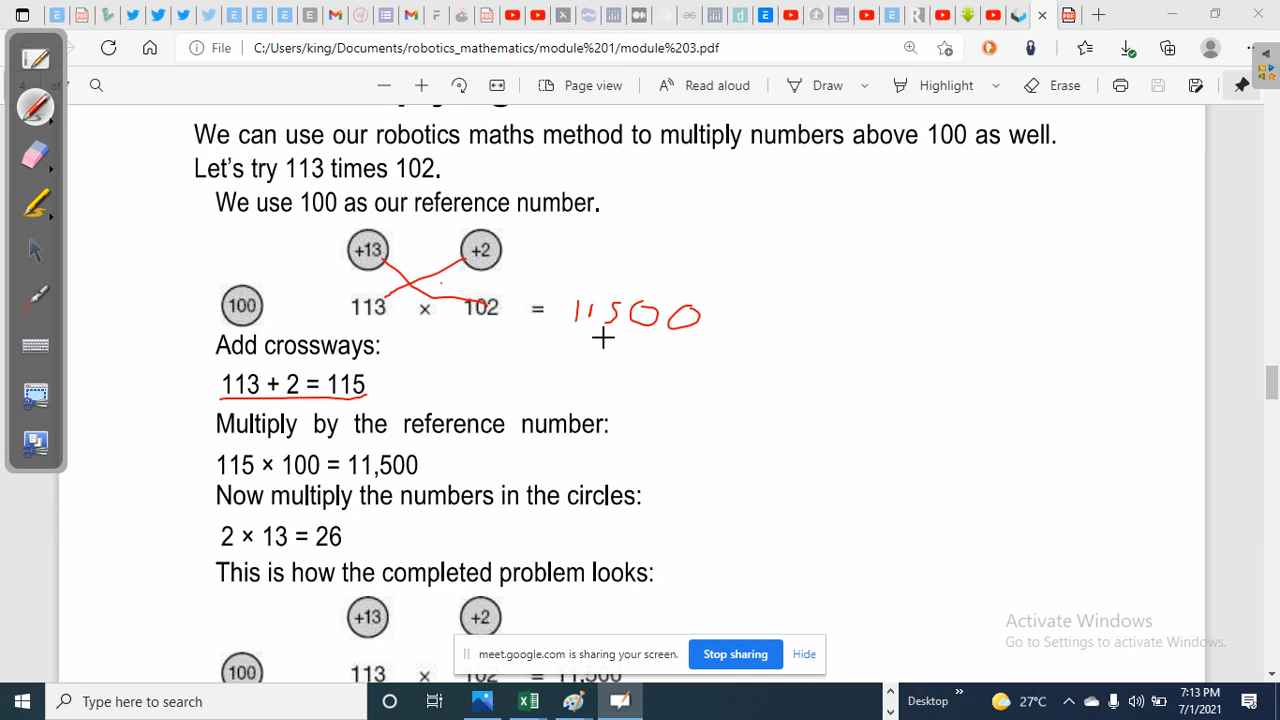 File
C:/Users/king/Documents/robotics_mathematics/module%201/module%203.pdf
Page view
Read aloud
Draw
Highlight
Erase
We can use our robotics maths method to multiply numbers above 100 as well.
Let's try 113 times 102.
We use 100 as our reference number.
+13 +2
100 113 × 102 = 11500
Add crossways:
113 + 2 = 115
Multiply by the reference number:
115 × 100 = 11,500
Now multiply the numbers in the circles:
2 × 13 = 26
This is how the completed problem looks:
+13 +2
100 113 × 102 = 11,500
meet.google.com is sharing your screen. Stop sharing Hide
Activate Windows
Go to Settings to activate Windows.
Type here to search
Desktop
27°C
7:13 PM
7/1/2021